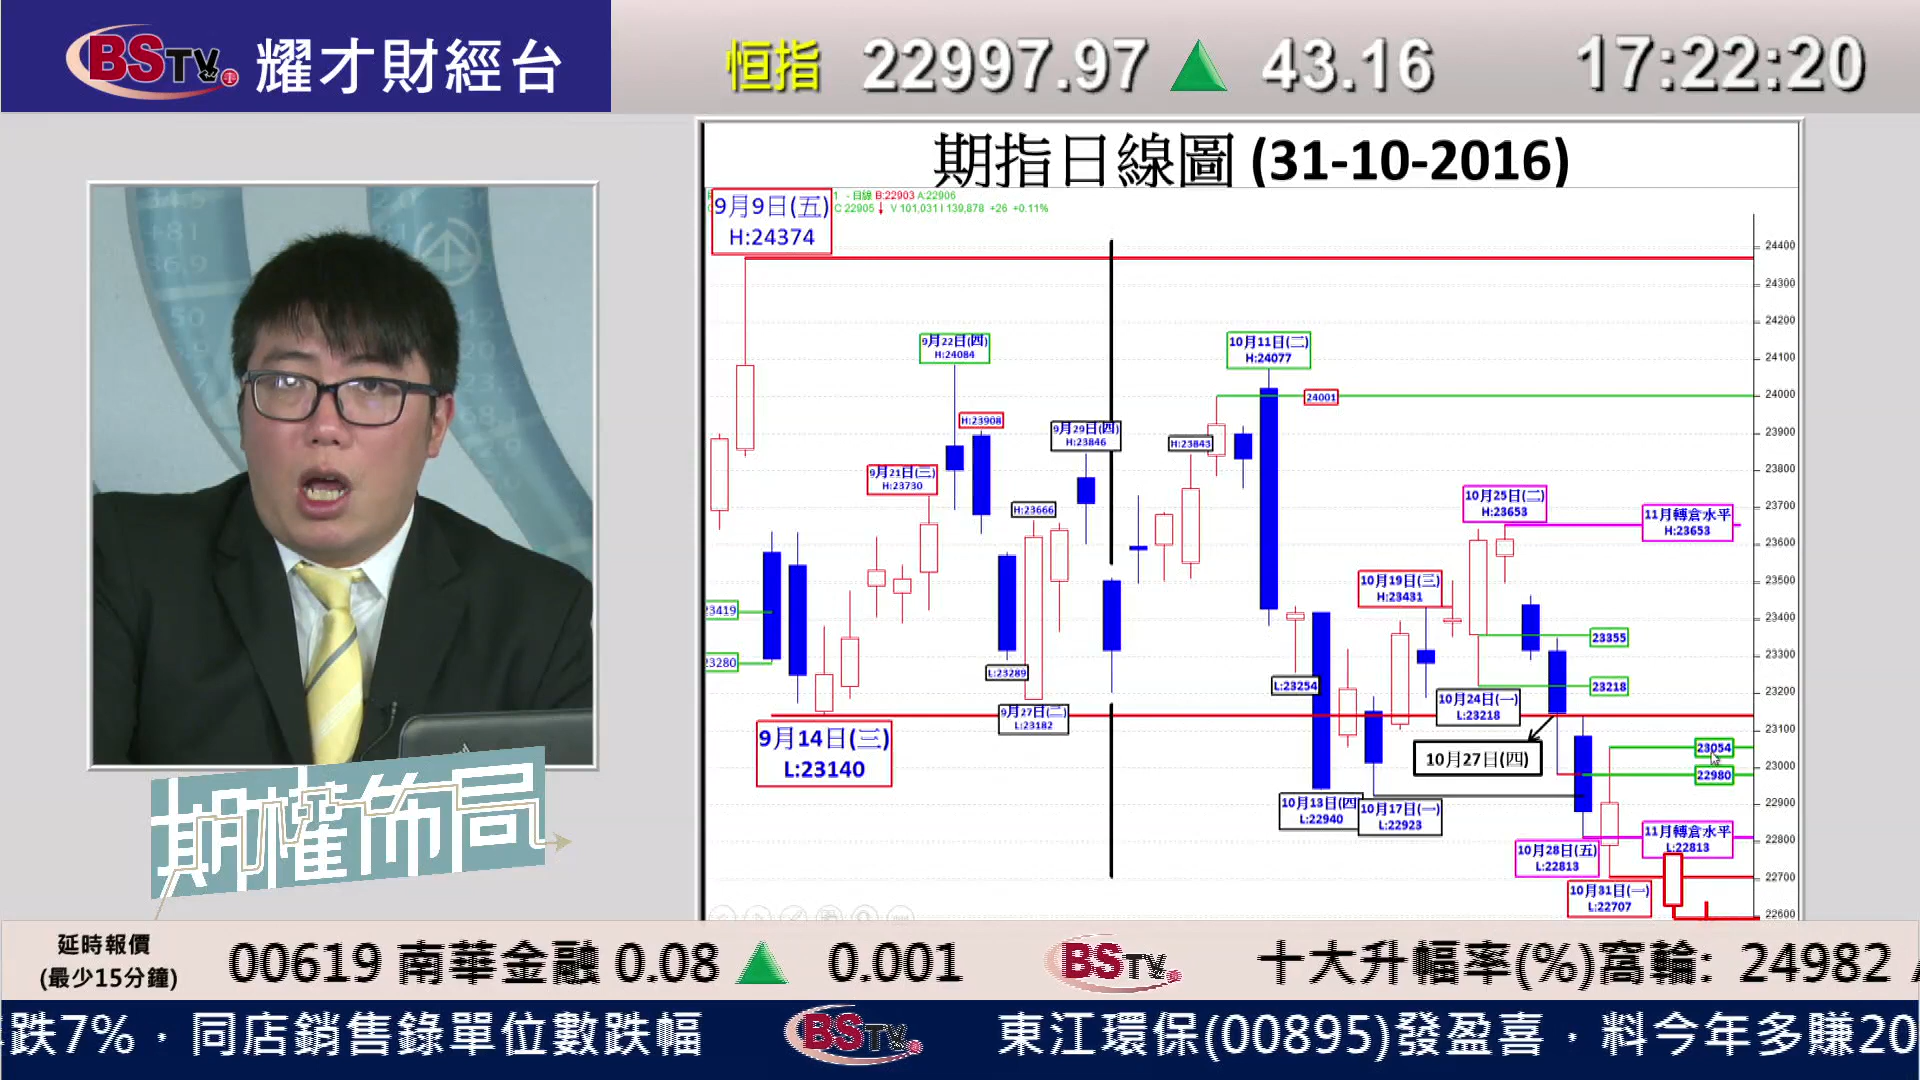 BSTV 耀才財經台
恒指 22997.97 ▲ 43.16 17:22:20
期指日線圖 (31-10-2016)
9月9日(五)
H:24374
- 日線 B:22903 A:22906
C 22905 V 101,031 I 139,878 +26 +0.11%
24400
24300
24200
24100
24000
23900
23800
23700
23600
23500
23400
23300
23200
23100
23000
22900
22800
22700
22600
9月22日(四)
H:24084
10月11日(二)
H:24077
24001
H:23908
9月29日(四)
H:23846
H:23843
9月21日(三)
H:23730
H:23666
10月25日(二)
H:23653
11月轉倉水平
H:23653
10月19日(三)
H:23431
23419
23280
23355
23218
L:23289
L:23254
10月24日(一)
L:23218
9月27日(二)
L:23182
9月14日(三)
L:23140
10月27日(四)
23054
22980
10月13日(四)
L:22940
10月17日(一)
L:22923
11月轉倉水平
L:22813
10月28日(五)
L:22813
10月31日(一)
L:22707
期權佈局
延時報價
(最少15分鐘)
00619 南華金融 0.08 ▲ 0.001 BSTV 十大升幅率(%)窩輪: 24982
跌7%．同店銷售錄單位數跌幅 BSTV 東江環保(00895)發盈喜．料今年多賺20